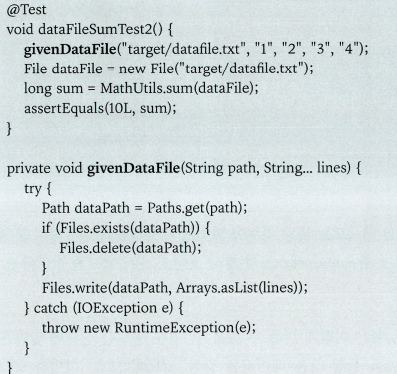 @Test
void dataFileSumTest2() {
givenDataFile("target/datafile.txt", "1", "2", "3", "4");
File dataFile = new File("target/datafile.txt");
long sum = MathUtils.sum(dataFile);
assertEquals(10L, sum);
}
private void givenDataFile(String path, String... lines) {
try {
Path dataPath = Paths.get(path);
if (Files.exists(dataPath)) {
Files.delete(dataPath);
}
Files.write(dataPath, Arrays.asList(lines));
} catch (IOException e) {
throw new RuntimeException(e);
}
}